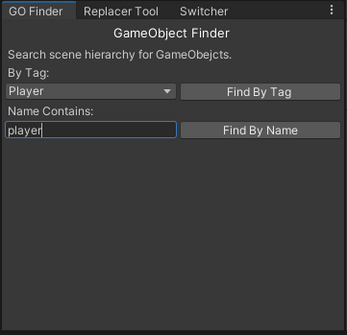 GO Finder Replacer Tool Switcher
GameObject Finder
Search scene hierarchy for GameObejcts.
By Tag:
Player Find By Tag
Name Contains:
player Find By Name